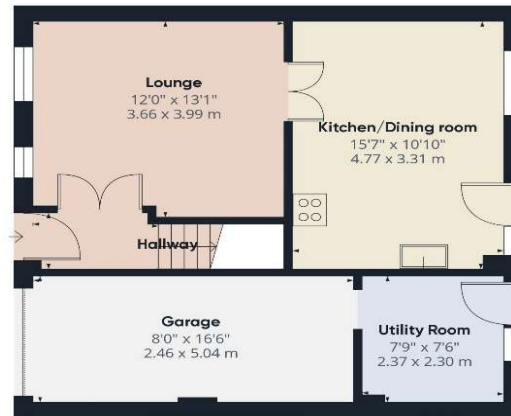 Lounge
12'0" x 13'1"
3.66 x 3.99 m
Kitchen/Dining room
15'7" x 10'10"
4.77 x 3.31 m
Hallway
Garage
8'0" x 16'6"
2.46 x 5.04 m
Utility Room
7'9" x 7'6"
2.37 x 2.30 m